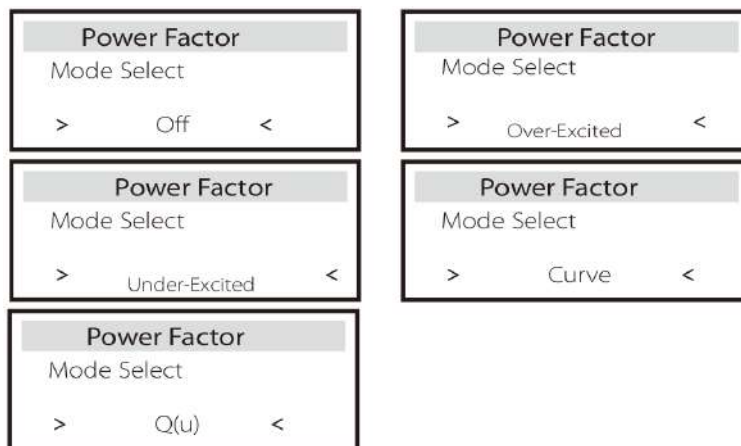 Power Factor
Mode Select
> Off <
Power Factor
Mode Select
> Over-Excited <
Power Factor
Mode Select
> Under-Excited <
Power Factor
Mode Select
> Curve <
Power Factor
Mode Select
> Q(u) <